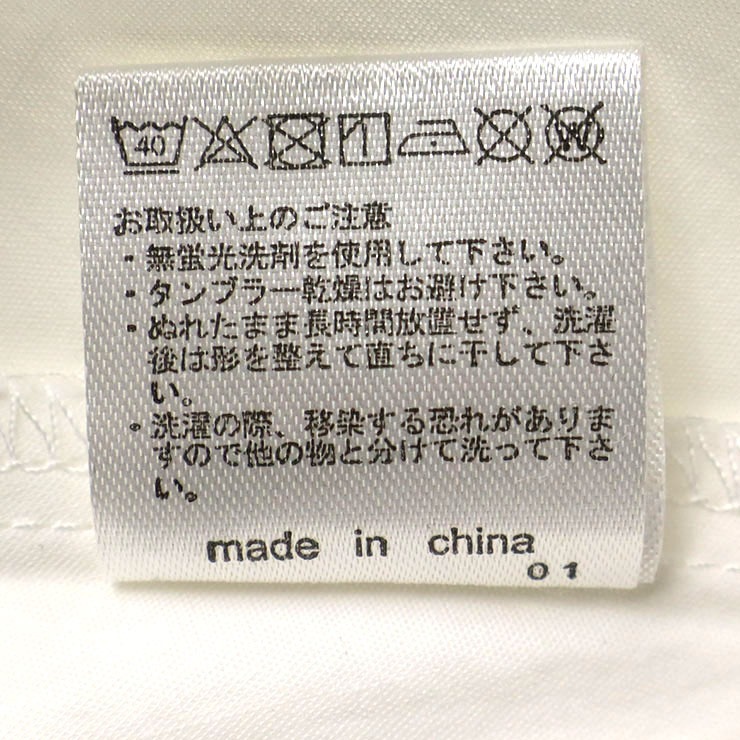 40
W
お取扱い上のご注意
・無蛍光洗剤を使用して下さい。
・タンブラー乾燥はお避け下さい。
・ぬれたまま長時間放置せず、洗濯
後は形を整えて直ちに干して下さ
い。
・洗濯の際、移染する恐れがありま
すので他の物と分けて洗って下さ
い。
made in china
01